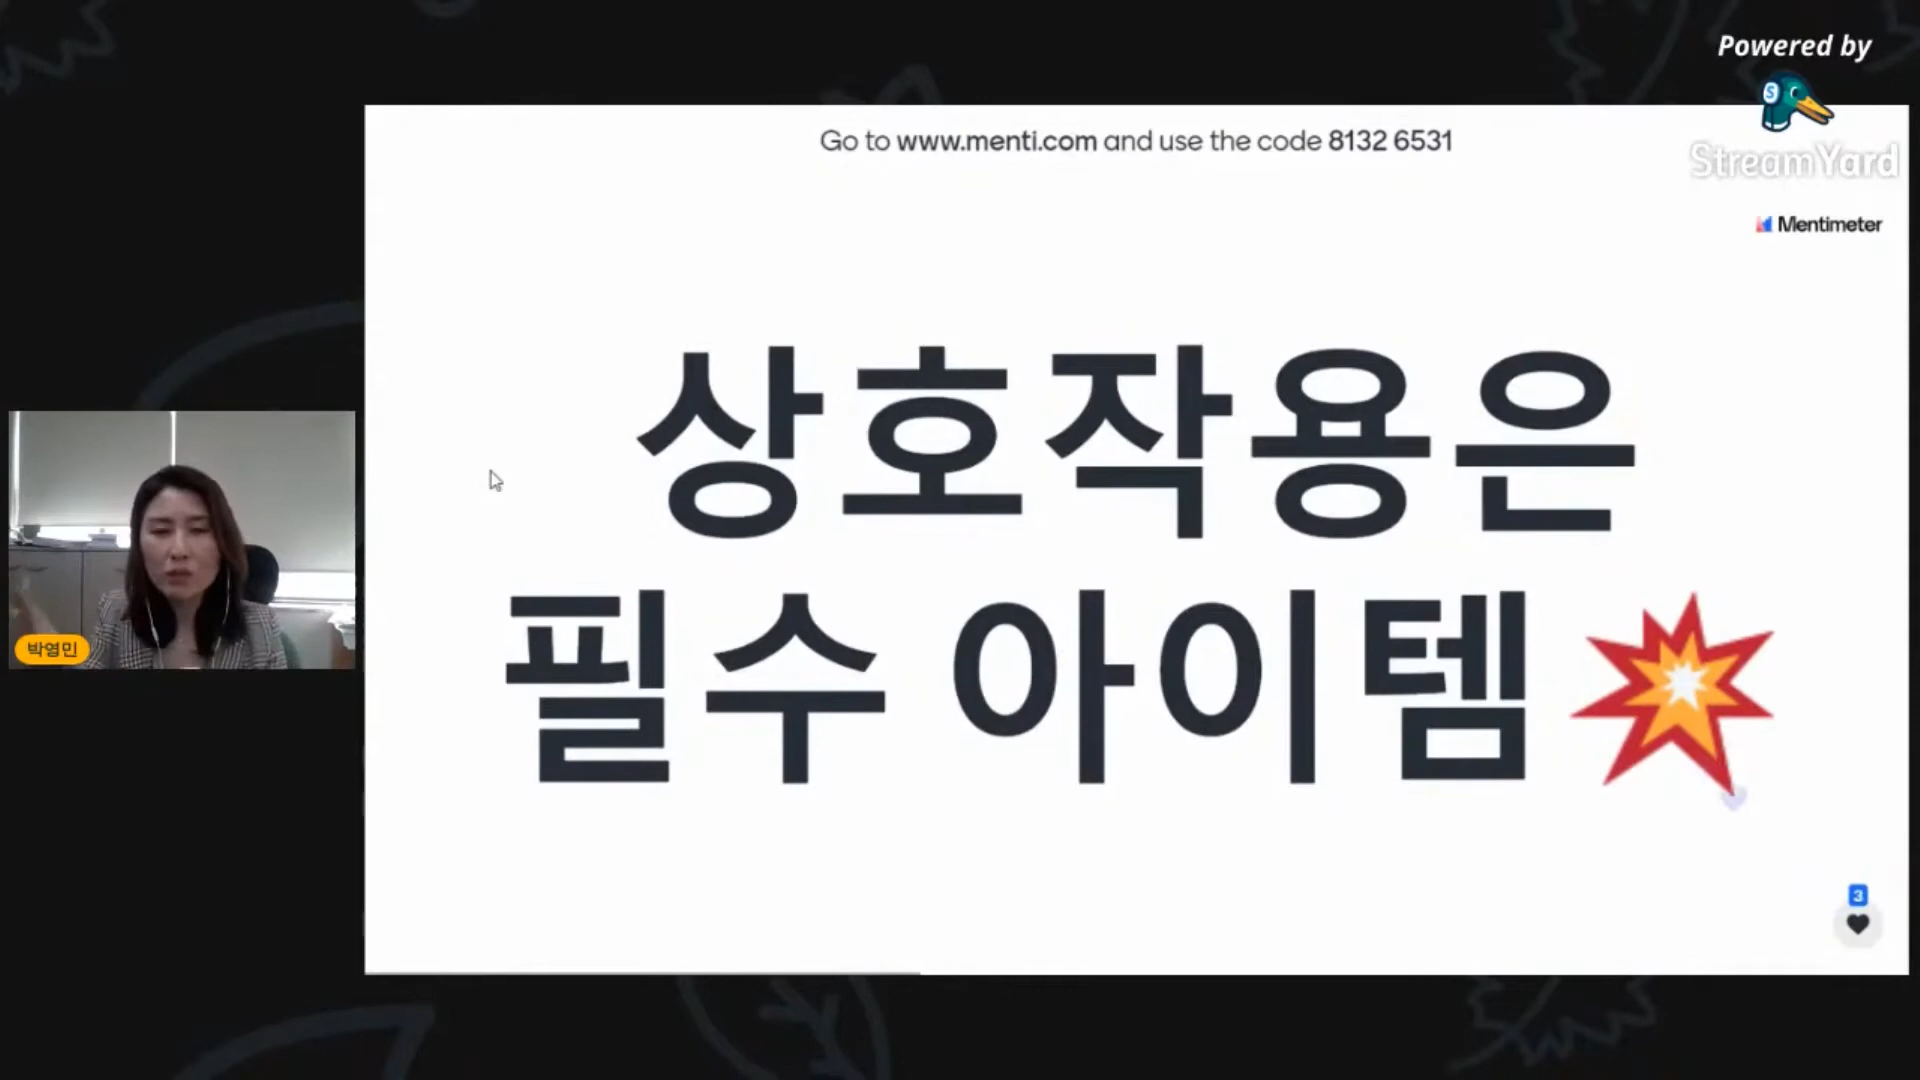 Powered by
StreamYard
Go to www.menti.com and use the code 8132 6531
Mentimeter
상호작용은
필수 아이템
박영민
3